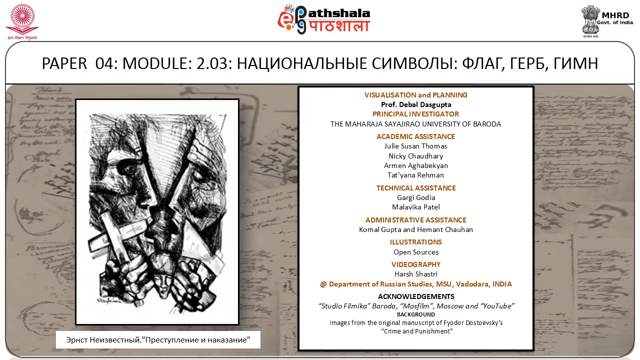 Pathshala
पाठशाला
MHRD
Govt. of India
PAPER 04: MODULE: 2.03: НАЦИОНАЛЬНЫЕ СИМВОЛЫ: ФЛАГ, ГЕРБ, ГИМН
VISUALISATION and PLANNING
Prof. Debal Dasgupta
PRINCIPAL INVESTIGATOR
THE MAHARAJA SAYAJIRAO UNIVERSITY OF BARODA
ACADEMIC ASSISTANCE
Julie Susan Thomas
Nicky Chaudhary
Armen Aghabekyan
Tat'yana Rehman
TECHNICAL ASSISTANCE
Gargi Godia
Malavika Patel
ADMINISTRATIVE ASSISTANCE
Komal Gupta and Hemant Chauhan
ILLUSTRATIONS
Open Sources
VIDEOGRAPHY
Harsh Shastri
@ Department of Russian Studies, MSU, Vadodara, INDIA
ACKNOWLEDGEMENTS
"Studio Filmika" Baroda, "Mosfilm", Moscow and "YouTube"
BACKGROUND
Images from the original manuscript of Fyodor Dostoevsky's
"Crime and Punishment"
Эрнст Неизвестный."Преступление и наказание"